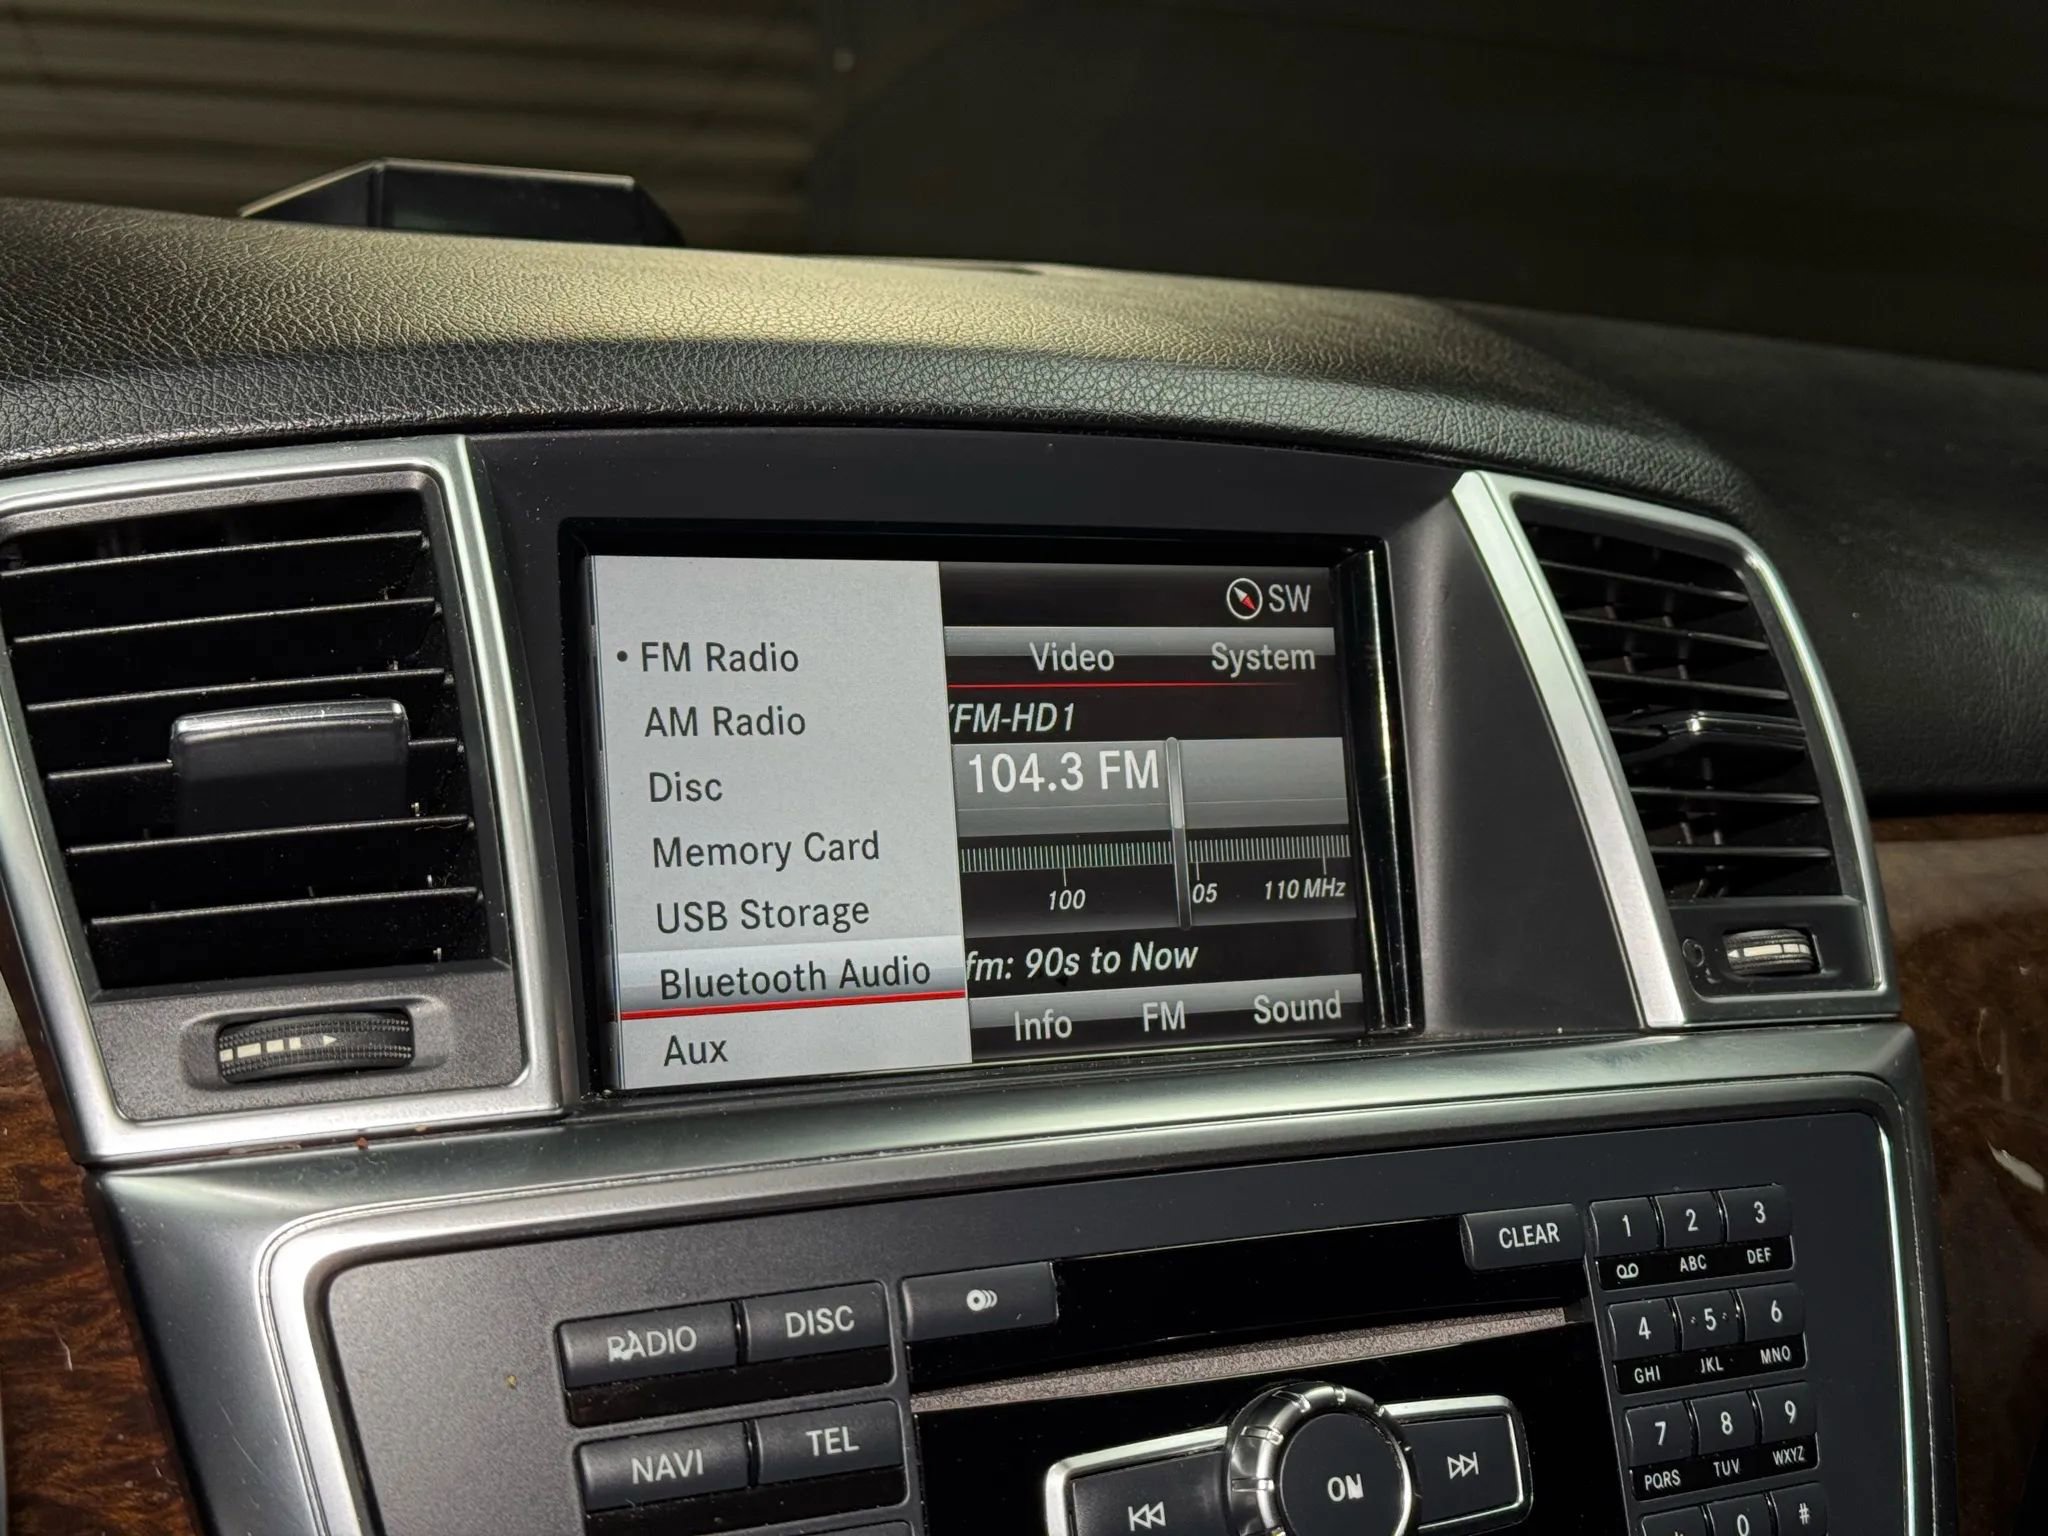 SW
• FM Radio
AM Radio
Disc
Memory Card
USB Storage
Bluetooth Audio
Aux
Video System
FM-HD1
104.3 FM
100 05 110 MHz
fm: 90s to Now
Info FM Sound
CLEAR
RADIO DISC
NAVI TEL
ON
1 2 3
ABC DEF
4 5 6
GHI JKL MNO
7 8 9
PQRS TUV WXYZ
0 #